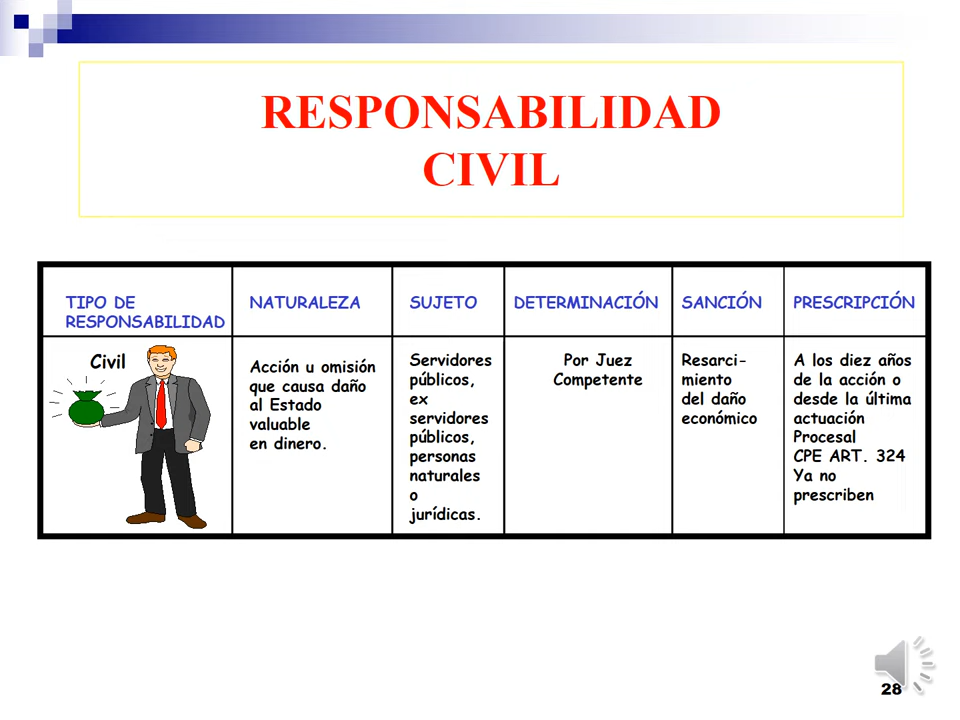 RESPONSABILIDAD
CIVIL
TIPO DE
RESPONSABILIDAD
NATURALEZA
SUJETO
DETERMINACIÓN
SANCIÓN
PRESCRIPCIÓN
Civil
Acción u omisión
que causa daño
al Estado
valuable
en dinero.
Servidores
públicos,
ex
servidores
públicos,
personas
naturales
o
jurídicas.
Por Juez
Competente
Resarci-
miento
del daño
económico
A los diez años
de la acción o
desde la última
actuación
Procesal
CPE ART. 324
Ya no
prescriben
28